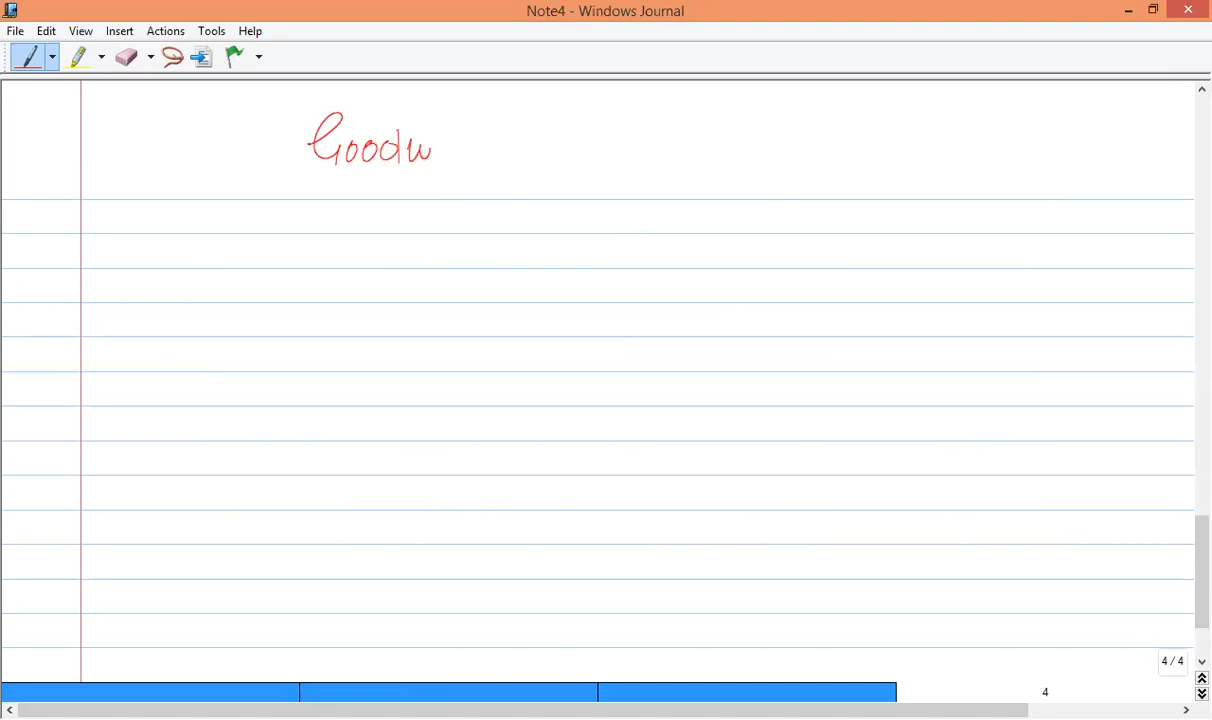 Note4 - Windows Journal
File Edit View Insert Actions Tools Help
Goodw
4 / 4
4